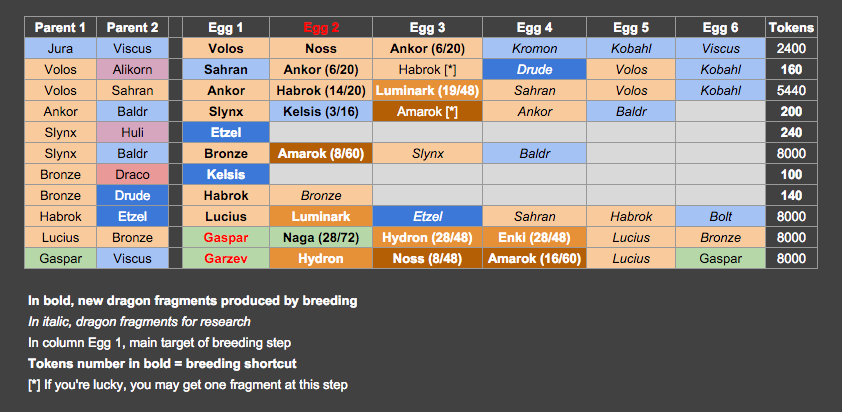 Parent 1 Parent 2 Egg 1 Egg 2 Egg 3 Egg 4 Egg 5 Egg 6 Tokens
Jura Viscus Volos Noss Ankor (6/20) Kromon Kobahl Viscus 2400
Volos Alikorn Sahran Ankor (6/20) Habrok [*] Drude Volos Kobahl 160
Volos Sahran Ankor Habrok (14/20) Luminark (19/48) Sahran Volos Kobahl 5440
Ankor Baldr Slynx Kelsis (3/16) Amarok [*] Ankor Baldr 200
Slynx Huli Etzel 240
Slynx Baldr Bronze Amarok (8/60) Slynx Baldr 8000
Bronze Draco Kelsis 100
Bronze Drude Habrok Bronze 140
Habrok Etzel Lucius Luminark Etzel Sahran Habrok Bolt 8000
Lucius Bronze Gaspar Naga (28/72) Hydron (28/48) Enki (28/48) Lucius Bronze 8000
Gaspar Viscus Garzev Hydron Noss (8/48) Amarok (16/60) Lucius Gaspar 8000
In bold, new dragon fragments produced by breeding
In italic, dragon fragments for research
In column Egg 1, main target of breeding step
Tokens number in bold = breeding shortcut
[*] If you're lucky, you may get one fragment at this step